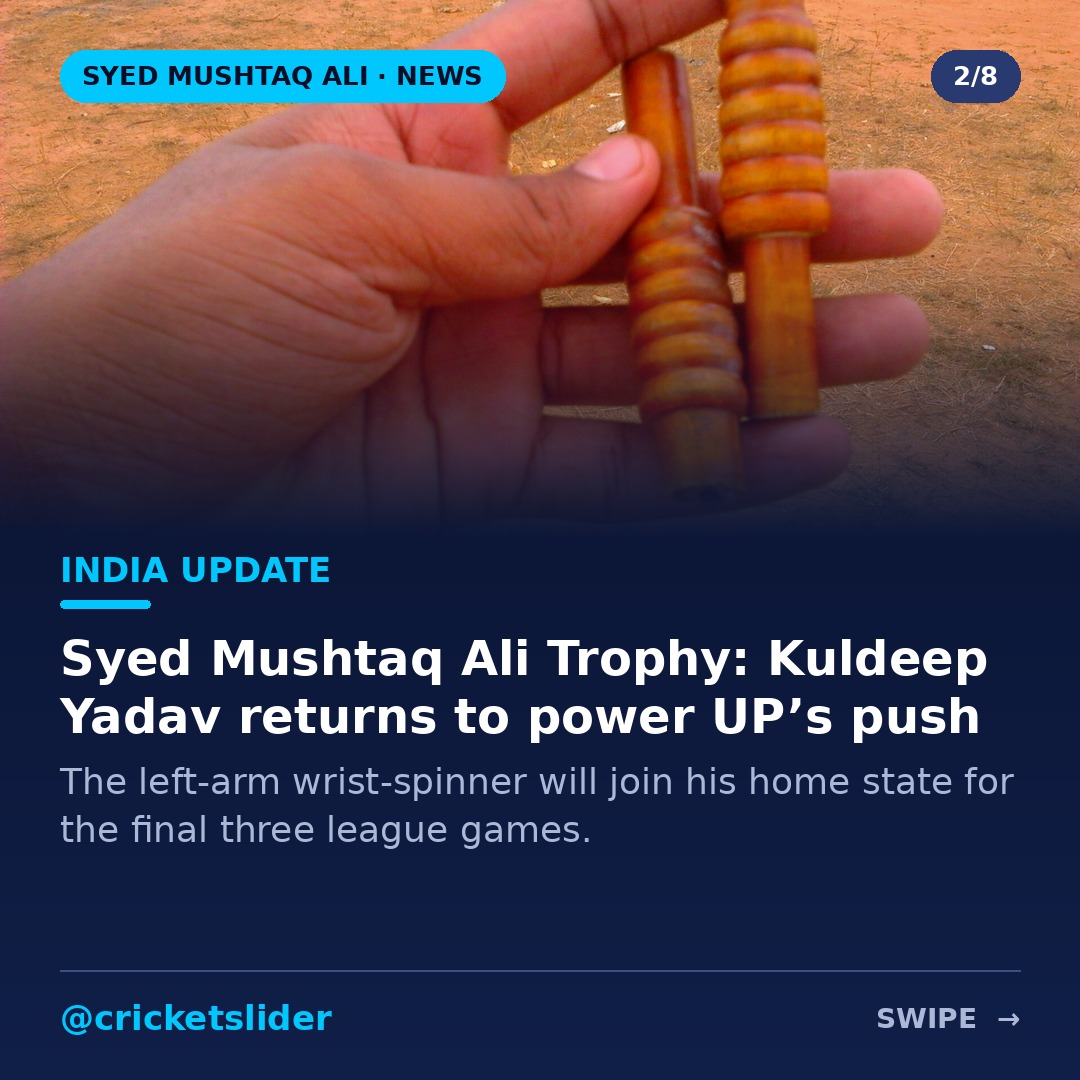 SYED MUSHTAQ ALI · NEWS
2/8
INDIA UPDATE
Syed Mushtaq Ali Trophy: Kuldeep
Yadav returns to power UP’s push
The left-arm wrist-spinner will join his home state for
the final three league games.
@cricketslider
SWIPE →